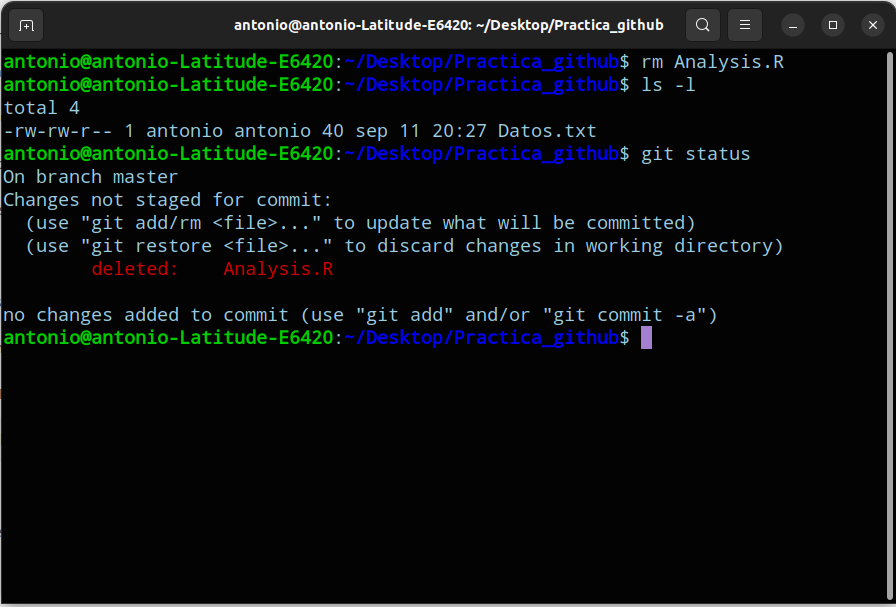 antonio@antonio-Latitude-E6420: ~/Desktop/Practica_github
antonio@antonio-Latitude-E6420:~/Desktop/Practica_github$ rm Analysis.R
antonio@antonio-Latitude-E6420:~/Desktop/Practica_github$ ls -l
total 4
-rw-rw-r-- 1 antonio antonio 40 sep 11 20:27 Datos.txt
antonio@antonio-Latitude-E6420:~/Desktop/Practica_github$ git status
On branch master
Changes not staged for commit:
  (use "git add/rm <file>..." to update what will be committed)
  (use "git restore <file>..." to discard changes in working directory)
        deleted:    Analysis.R

no changes added to commit (use "git add" and/or "git commit -a")
antonio@antonio-Latitude-E6420:~/Desktop/Practica_github$